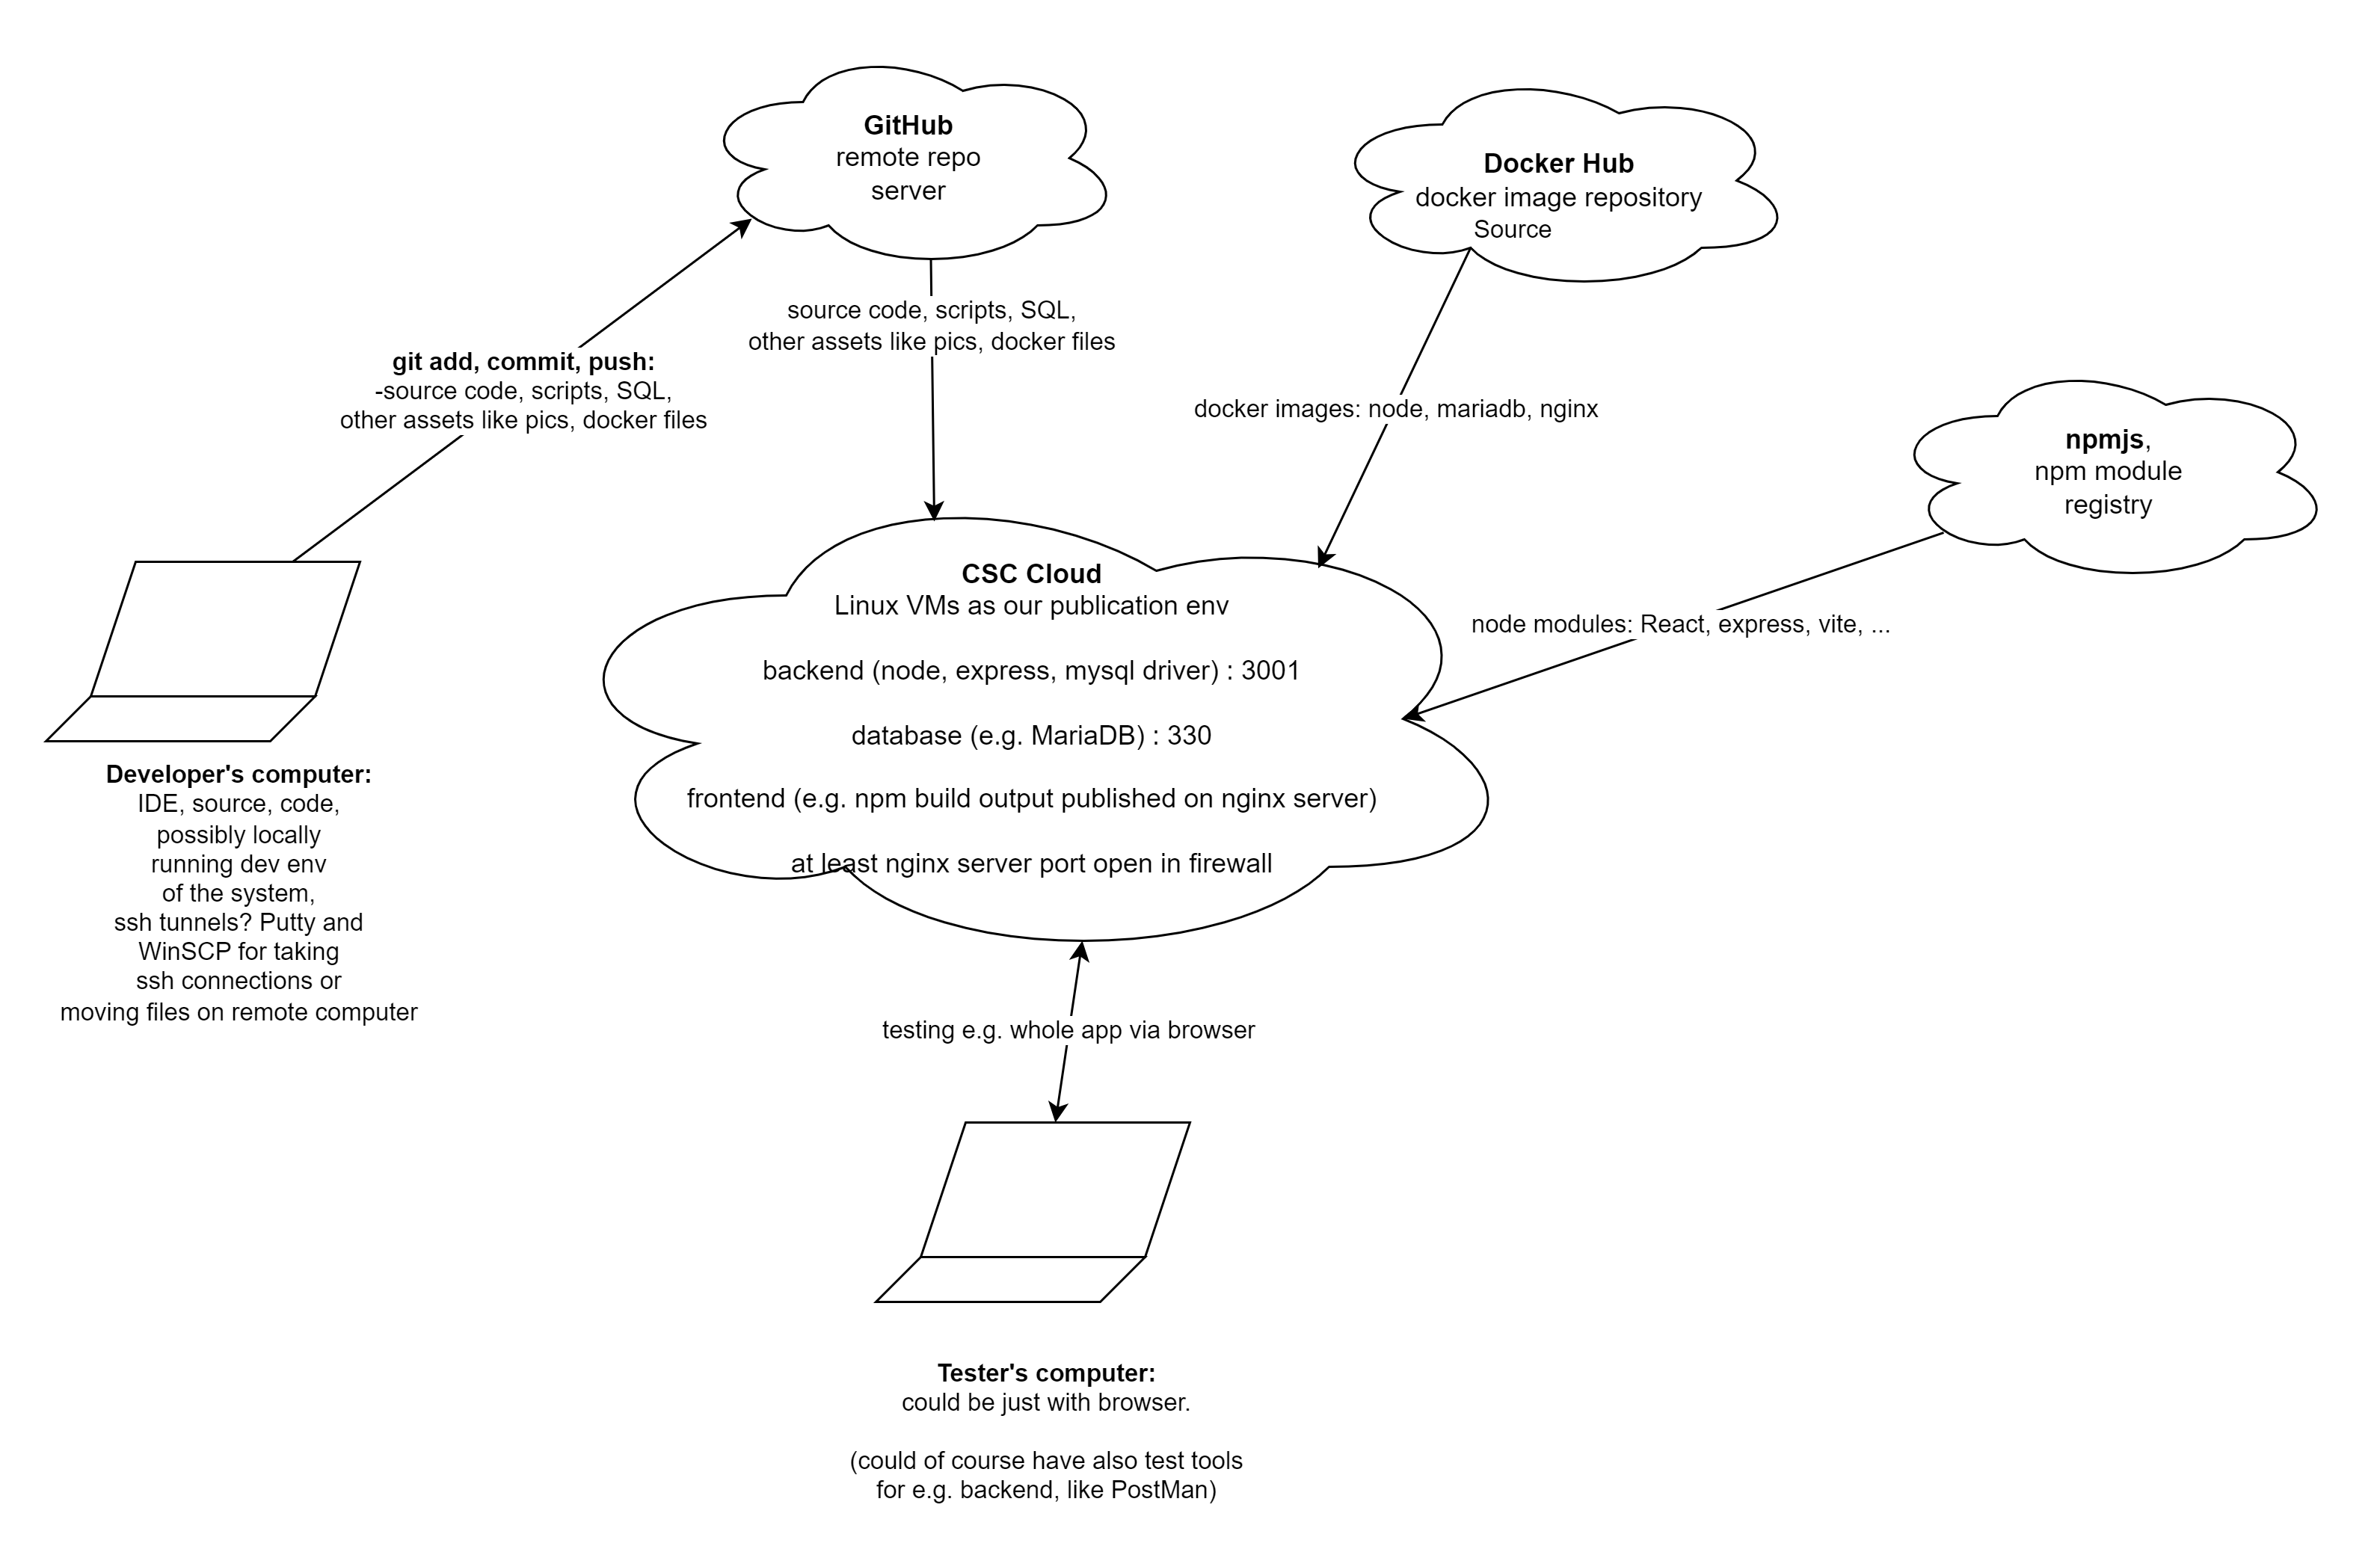 GitHub
remote repo
server
Docker Hub
docker image repository
Source
source code, scripts, SQL,
other assets like pics, docker files
git add, commit, push:
-source code, scripts, SQL,
other assets like pics, docker files
docker images: node, mariadb, nginx
npmjs,
npm module
registry
CSC Cloud
Linux VMs as our publication env
backend (node, express, mysql driver) : 3001
database (e.g. MariaDB) : 330
frontend (e.g. npm build output published on nginx server)
at least nginx server port open in firewall
node modules: React, express, vite, ...
Developer's computer:
IDE, source, code,
possibly locally
running dev env
of the system,
ssh tunnels? Putty and
WinSCP for taking
ssh connections or
moving files on remote computer
testing e.g. whole app via browser
Tester's computer:
could be just with browser.
(could of course have also test tools
for e.g. backend, like PostMan)